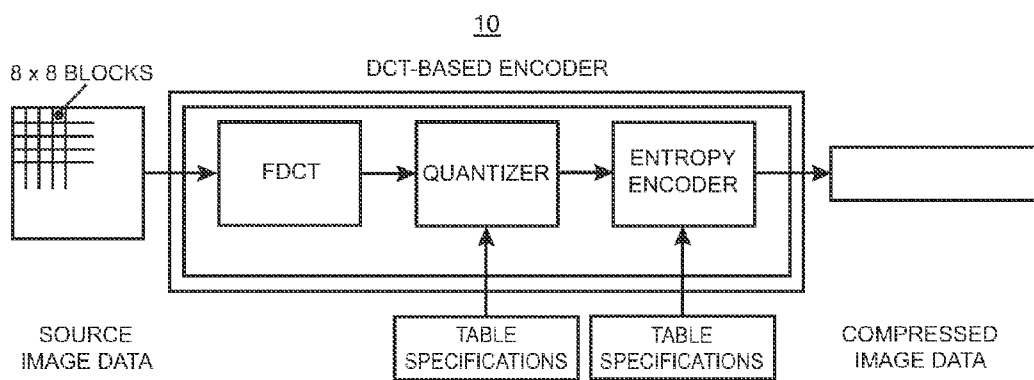 10
DCT-BASED ENCODER
8 x 8 BLOCKS
FDCT
QUANTIZER
ENTROPY
ENCODER
SOURCE
IMAGE DATA
TABLE
SPECIFICATIONS
TABLE
SPECIFICATIONS
COMPRESSED
IMAGE DATA